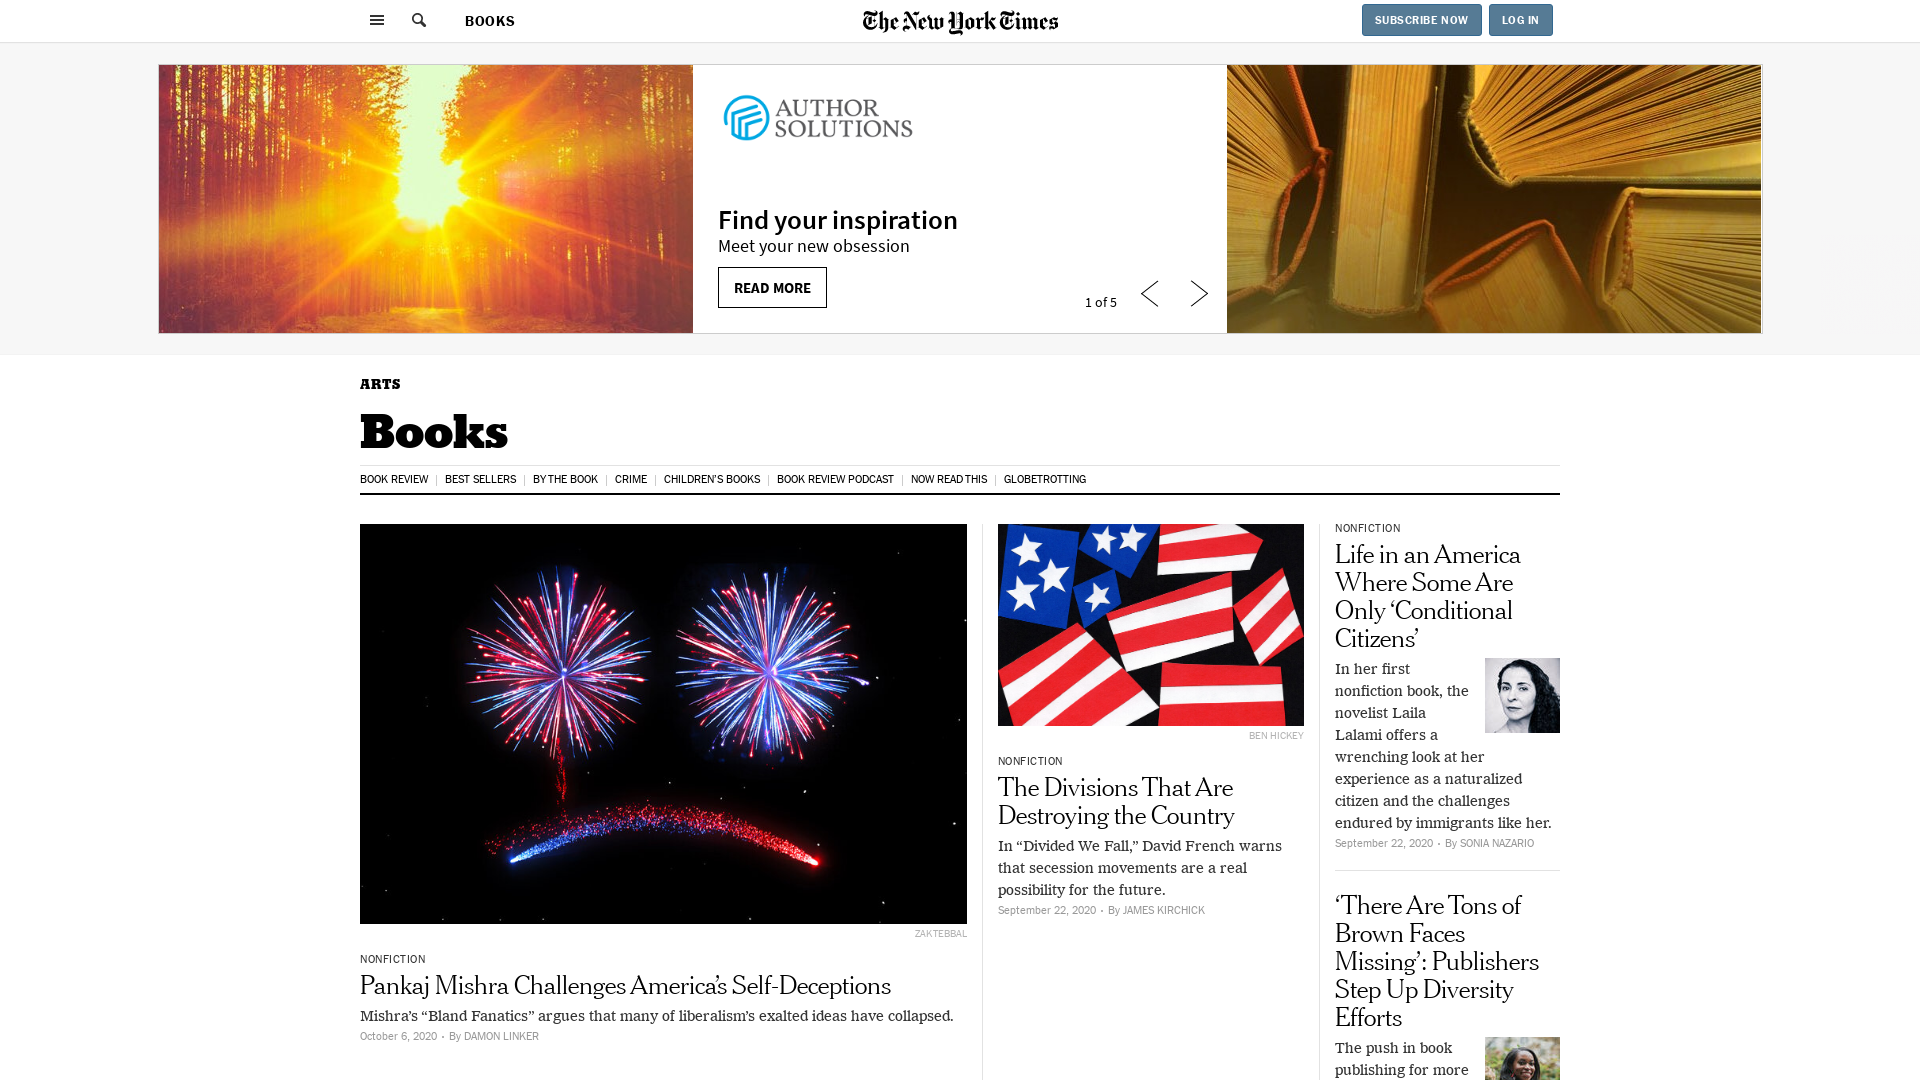 BOOKS
The New York Times
SUBSCRIBE NOW
LOG IN
AUTHOR
SOLUTIONS
Find your inspiration
Meet your new obsession
READ MORE
1 of 5
ARTS
Books
BOOK REVIEW
BEST SELLERS
BY THE BOOK
CRIME
CHILDREN'S BOOKS
BOOK REVIEW PODCAST
NOW READ THIS
GLOBETROTTING
ZAKTEBBAL
NONFICTION
Pankaj Mishra Challenges America’s Self-Deceptions
Mishra’s “Bland Fanatics” argues that many of liberalism’s exalted ideas have collapsed.
October 6, 2020 • By DAMON LINKER
BEN HICKEY
NONFICTION
The Divisions That Are
Destroying the Country
In “Divided We Fall,” David French warns
that secession movements are a real
possibility for the future.
September 22, 2020 • By JAMES KIRCHICK
NONFICTION
Life in an America
Where Some Are
Only ‘Conditional
Citizens’
In her first
nonfiction book, the
novelist Laila
Lalami offers a
wrenching look at her
experience as a naturalized
citizen and the challenges
endured by immigrants like her.
September 22, 2020 • By SONIA NAZARIO
‘There Are Tons of
Brown Faces
Missing’: Publishers
Step Up Diversity
Efforts
The push in book
publishing for more